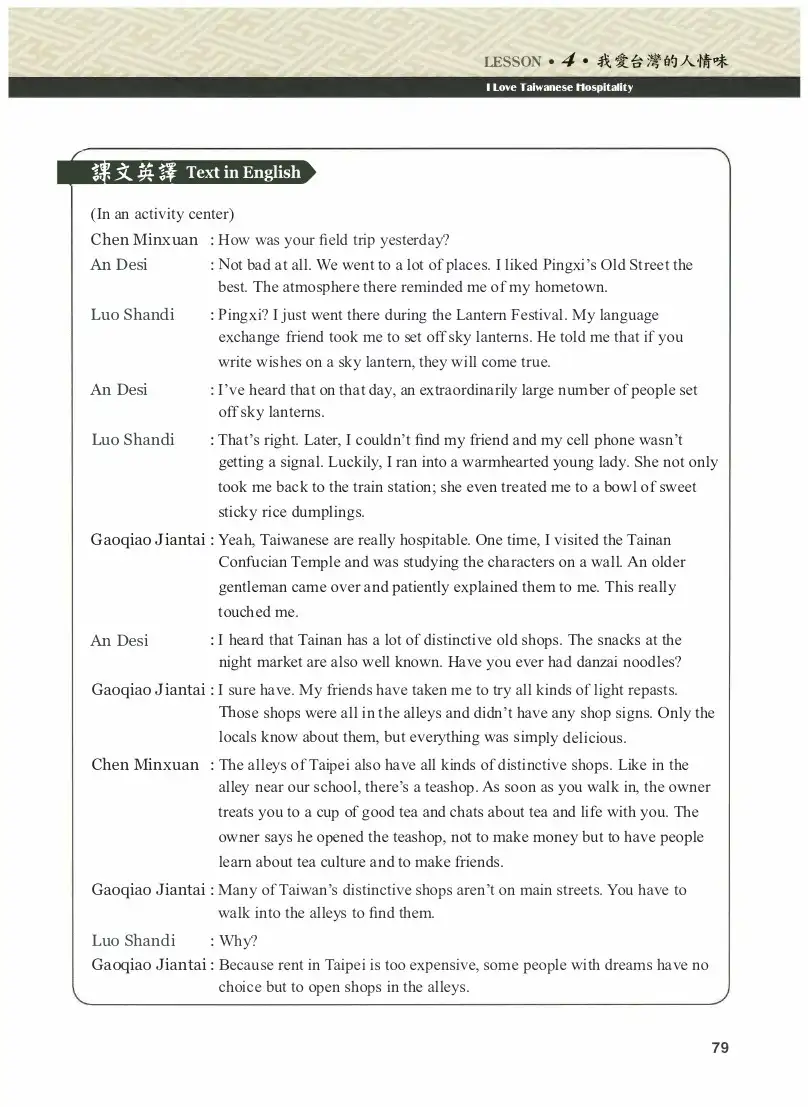 LESSON • 4 • 我愛台灣的人情味
I Love Taiwanese Hospitality
課文英譯 Text in English
(In an activity center)
Chen Minxuan : How was your field trip yesterday?
An Desi : Not bad at all. We went to a lot of places. I liked Pingxi's Old Street the
best. The atmosphere there reminded me of my hometown.
Luo Shandi : Pingxi? I just went there during the Lantern Festival. My language
exchange friend took me to set off sky lanterns. He told me that if you
write wishes on a sky lantern, they will come true.
An Desi : I've heard that on that day, an extraordinarily large number of people set
off sky lanterns.
Luo Shandi : That's right. Later, I couldn't find my friend and my cell phone wasn't
getting a signal. Luckily, I ran into a warmhearted young lady. She not only
took me back to the train station; she even treated me to a bowl of sweet
sticky rice dumplings.
Gaoqiao Jiantai : Yeah, Taiwanese are really hospitable. One time, I visited the Tainan
Confucian Temple and was studying the characters on a wall. An older
gentleman came over and patiently explained them to me. This really
touched me.
An Desi : I heard that Tainan has a lot of distinctive old shops. The snacks at the
night market are also well known. Have you ever had danzai noodles?
Gaoqiao Jiantai : I sure have. My friends have taken me to try all kinds of light repasts.
Those shops were all in the alleys and didn't have any shop signs. Only the
locals know about them, but everything was simply delicious.
Chen Minxuan : The alleys of Taipei also have all kinds of distinctive shops. Like in the
alley near our school, there's a teashop. As soon as you walk in, the owner
treats you to a cup of good tea and chats about tea and life with you. The
owner says he opened the teashop, not to make money but to have people
learn about tea culture and to make friends.
Gaoqiao Jiantai : Many of Taiwan's distinctive shops aren't on main streets. You have to
walk into the alleys to find them.
Luo Shandi : Why?
Gaoqiao Jiantai : Because rent in Taipei is too expensive, some people with dreams have no
choice but to open shops in the alleys.
79